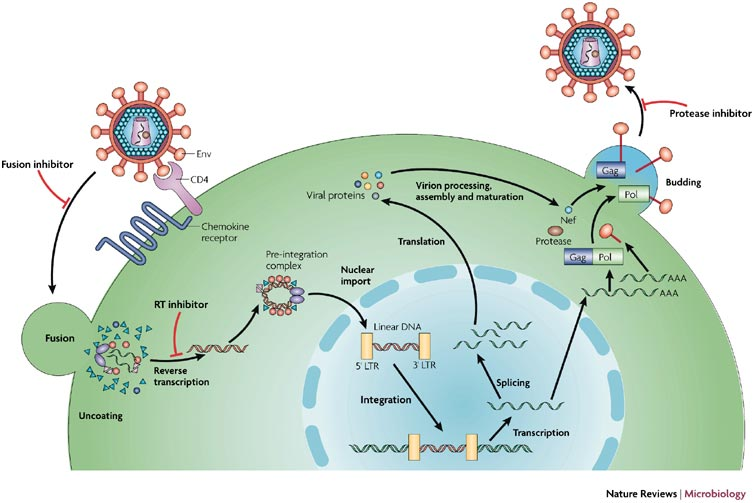 Protease inhibitor
Fusion inhibitor
Env
CD4
Chemokine
receptor
Viral proteins
Virion processing,
assembly and maturation
Gag
Pol
Budding
Nef
Protease
Gag
Pol
Translation
AAA
AAA
Pre-integration
complex
Nuclear
import
RT inhibitor
Fusion
Reverse
transcription
Uncoating
Linear DNA
5′ LTR
3′ LTR
Integration
Splicing
Transcription
Nature Reviews | Microbiology